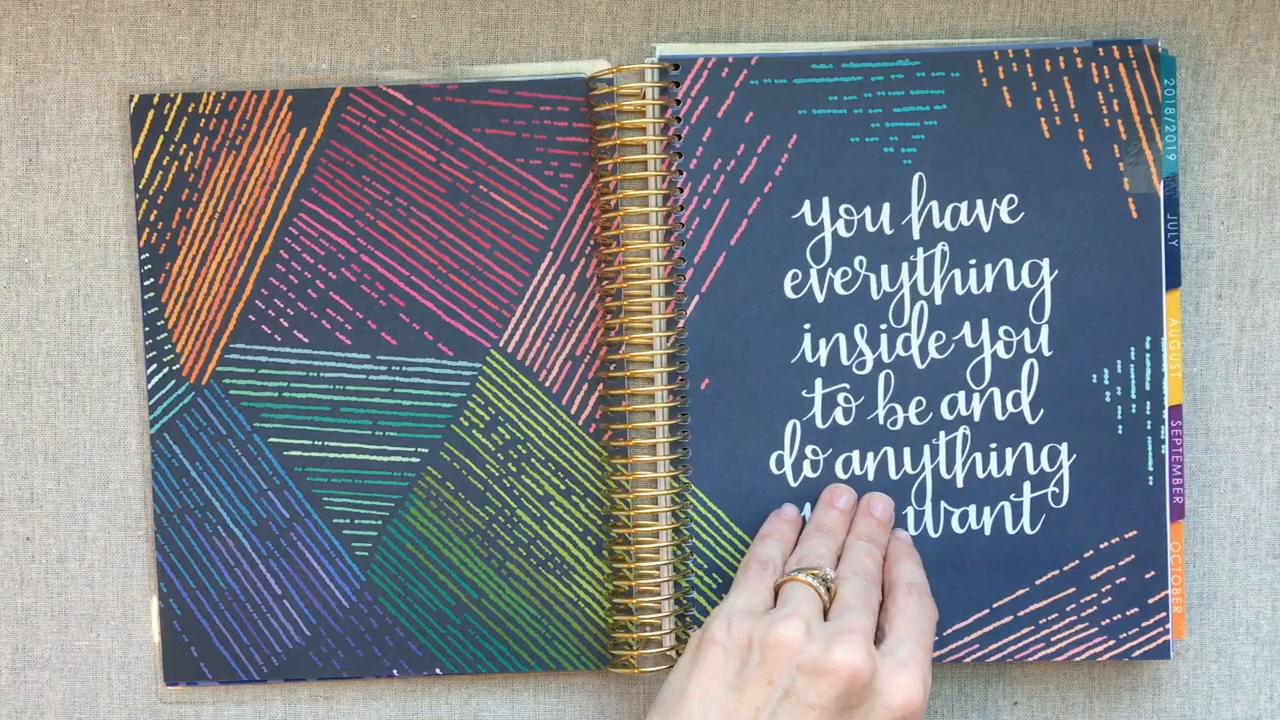 you have
everything
inside you
to be and
do anything
want
2018/2019
JULY
AUGUST
SEPTEMBER
OCTOBER